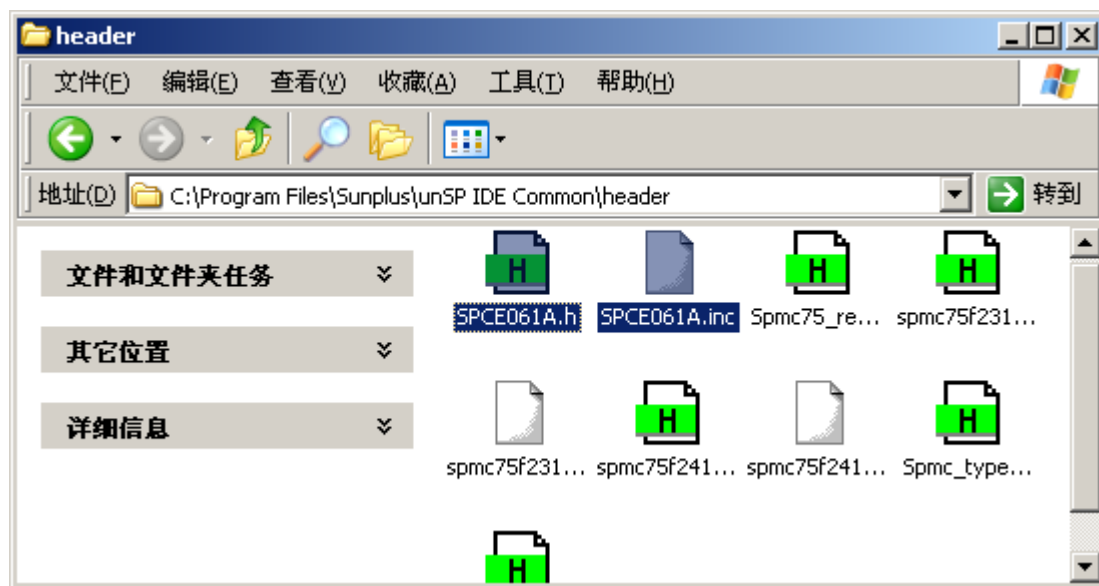 header
文件(F) 编辑(E) 查看(V) 收藏(A) 工具(T) 帮助(H)
地址(D) C:\Program Files\Sunplus\unSP IDE Common\header 转到
文件和文件夹任务
其它位置
详细信息
H H H
SPCE061A.h SPCE061A.inc Spmc75_re... spmc75f231...
H H
spmc75f231... spmc75f241... spmc75f241... Spmc_type...
H